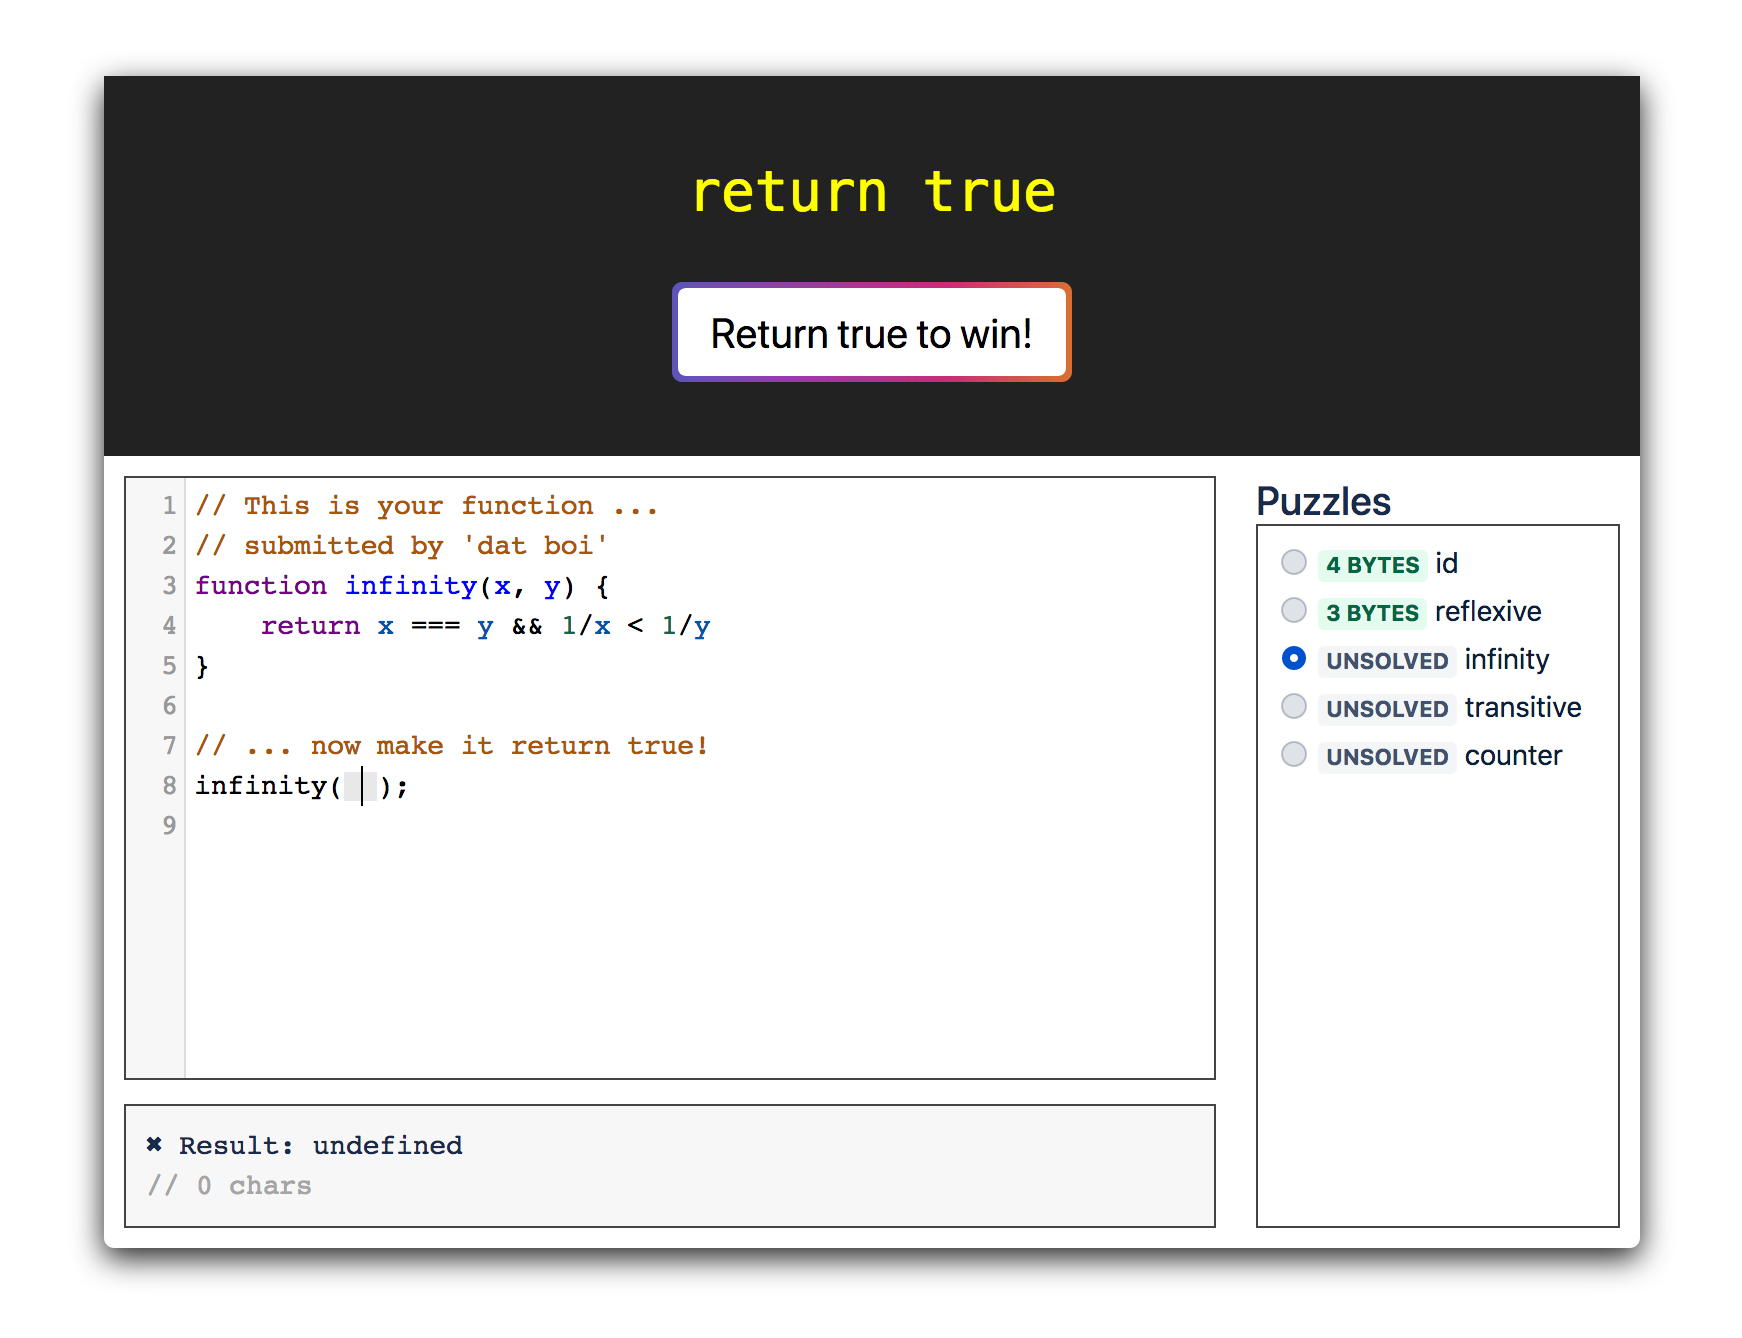 return true
Return true to win!
1 // This is your function ...
2 // submitted by 'dat boi'
3 function infinity(x, y) {
4     return x === y && 1/x < 1/y
5 }
6
7 // ... now make it return true!
8 infinity(  );
9
✖ Result: undefined
// 0 chars
Puzzles
4 BYTES id
3 BYTES reflexive
UNSOLVED infinity
UNSOLVED transitive
UNSOLVED counter